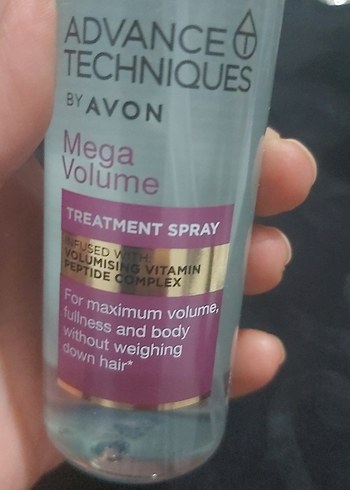 ADVANCE
TECHNIQUES
BY AVON
Mega
Volume
TREATMENT SPRAY
INFUSED WITH:
VOLUMISING VITAMIN
PEPTIDE COMPLEX
For maximum volume,
fullness and body
without weighing
down hair*